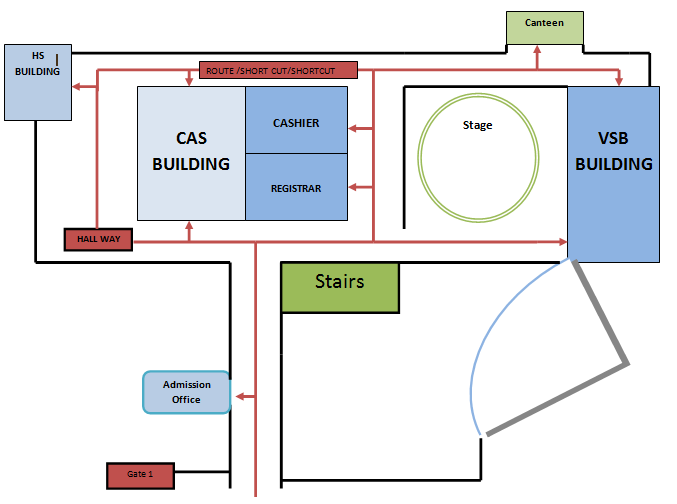 Canteen
HS
BUILDING
ROUTE /SHORT CUT/SHORTCUT
CAS
BUILDING
CASHIER
REGISTRAR
Stage
VSB
BUILDING
HALL WAY
Stairs
Admission
Office
Gate 1